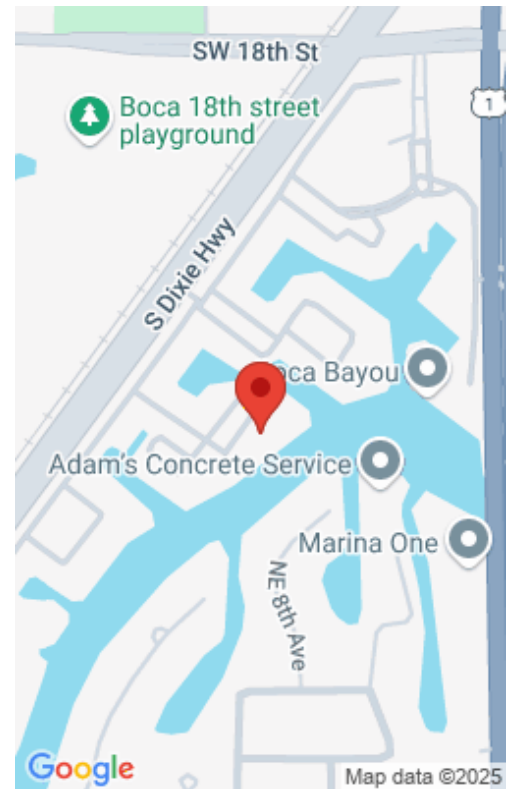 SW 18th St
1
Boca 18th street
playground
S Dixie Hwy
oca Bayou
Adam's Concrete Service
Marina One
NE 8th Ave
Google
Map data ©2025